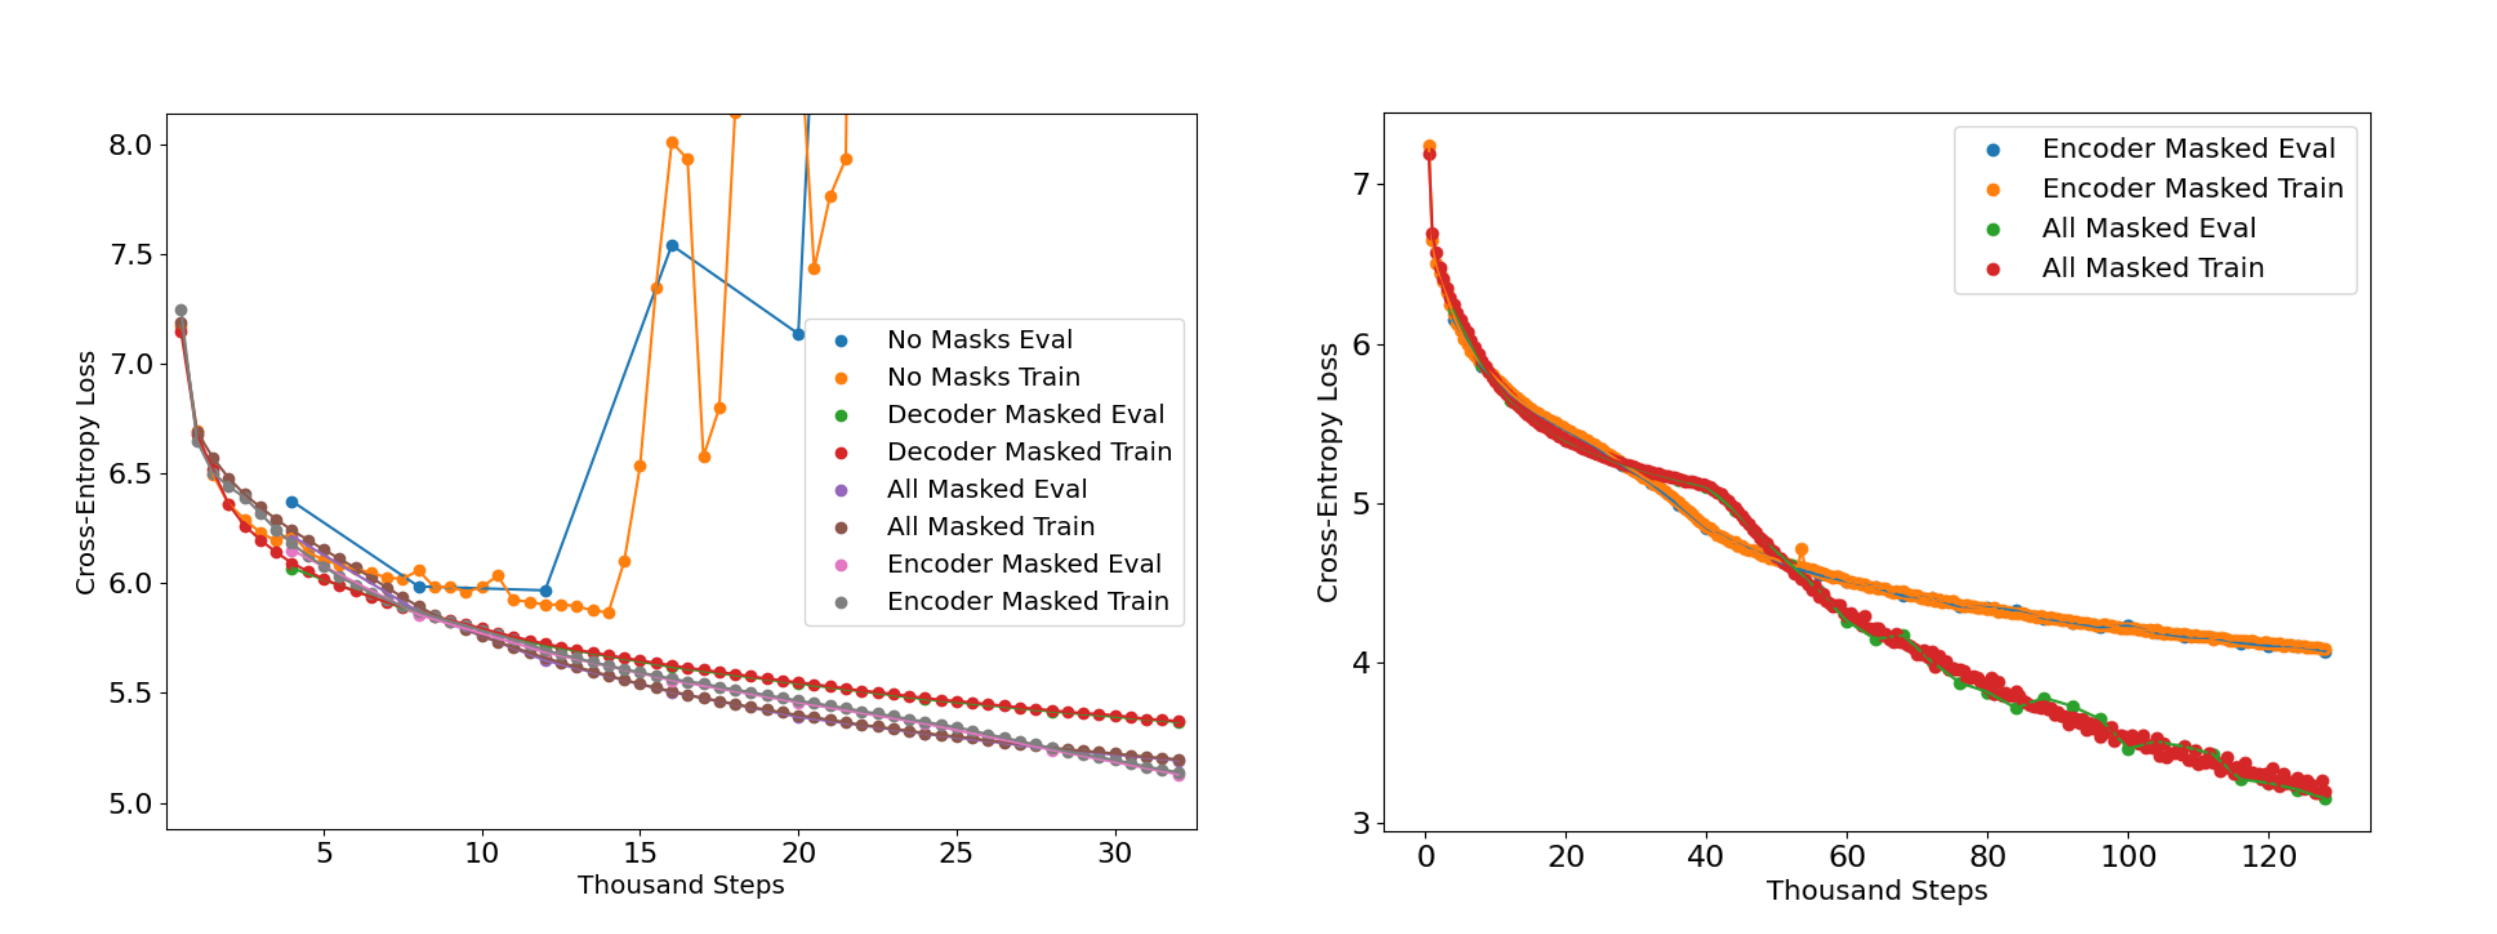 8.0
7.5
7.0
6.5
6.0
5.5
5.0
Cross-Entropy Loss
No Masks Eval
No Masks Train
Decoder Masked Eval
Decoder Masked Train
All Masked Eval
All Masked Train
Encoder Masked Eval
Encoder Masked Train
5 10 15 20 25 30
Thousand Steps
7
6
5
4
3
Cross-Entropy Loss
Encoder Masked Eval
Encoder Masked Train
All Masked Eval
All Masked Train
0 20 40 60 80 100 120
Thousand Steps